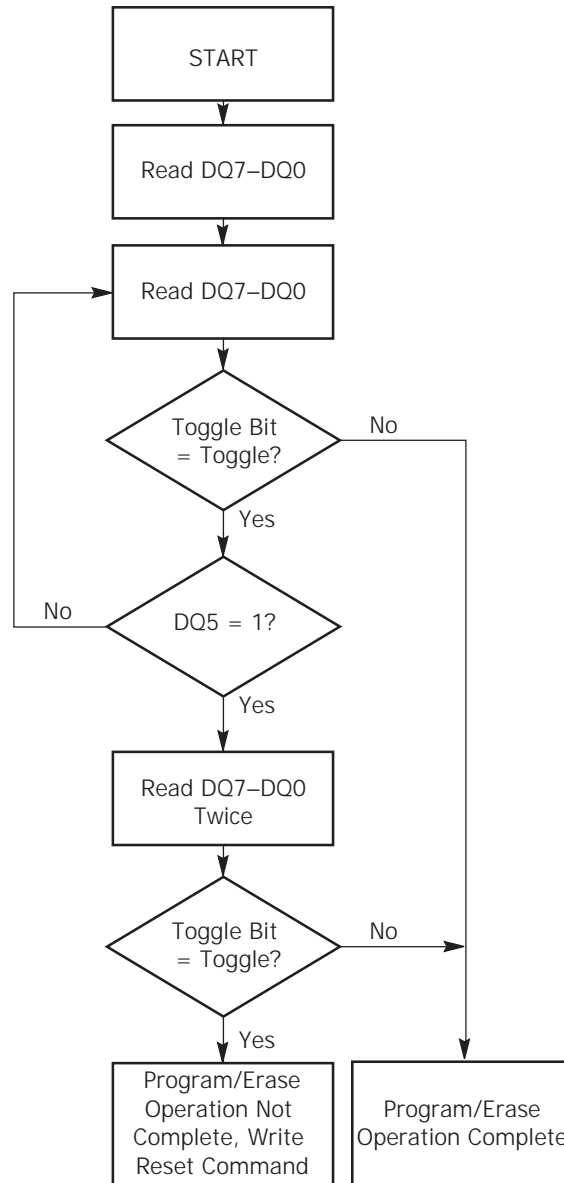 START
Read DQ7–DQ0
Read DQ7–DQ0
Toggle Bit
= Toggle?
No
Yes
No
DQ5 = 1?
Yes
Read DQ7–DQ0
Twice
Toggle Bit
= Toggle?
No
Yes
Program/Erase
Operation Not
Complete, Write
Reset Command
Program/Erase
Operation Complete